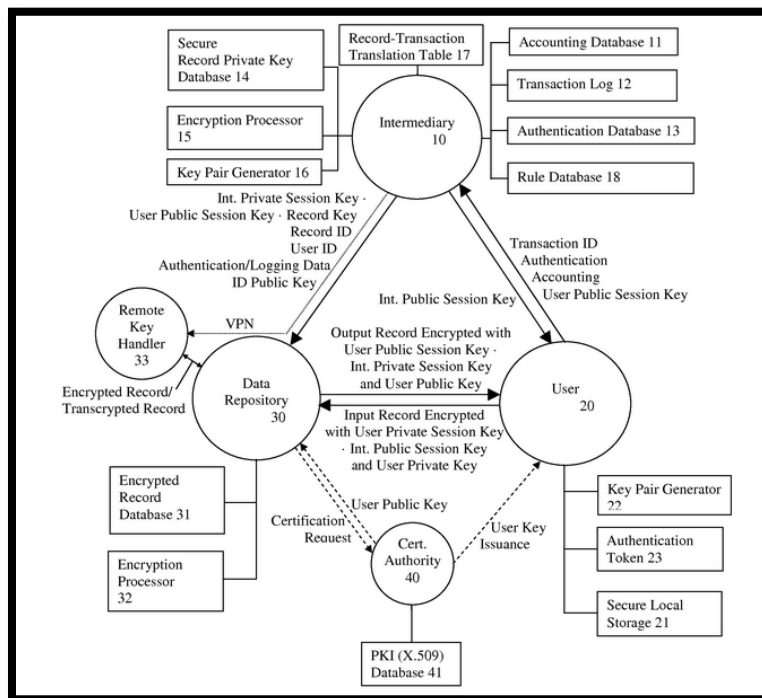 Secure
Record Private Key
Database 14
Record-Transaction
Translation Table 17
Accounting Database 11
Transaction Log 12
Encryption Processor
15
Intermediary
10
Authentication Database 13
Key Pair Generator 16
Rule Database 18
Int. Private Session Key ·
User Public Session Key · Record Key
Record ID
User ID
Authentication/Logging Data
ID Public Key
Transaction ID
Authentication
Accounting
User Public Session Key
Int. Public Session Key
Remote
Key
Handler
33
VPN
Encrypted Record/
Transcrypted Record
Data
Repository
30
Output Record Encrypted with
User Public Session Key ·
Int. Private Session Key
and User Public Key
User
20
Input Record Encrypted
with User Private Session Key
· Int. Public Session Key
and User Private Key
Encrypted
Record
Database 31
Encryption
Processor
32
User Public Key
Certification
Request
Cert.
Authority
40
User Key
Issuance
Key Pair Generator
22
Authentication
Token 23
Secure Local
Storage 21
PKI (X.509)
Database 41